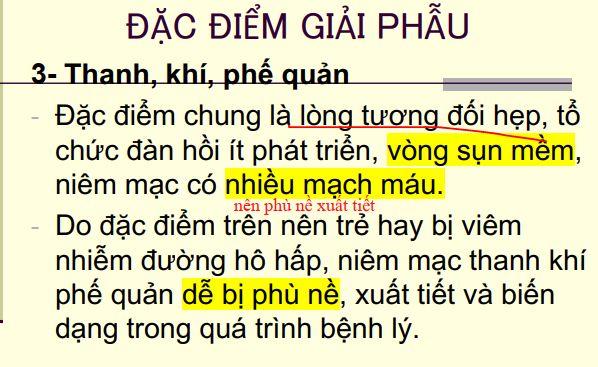 ĐẶC ĐIỂM GIẢI PHẪU
3- Thanh, khí, phế quản
- Đặc điểm chung là lòng tương đối hẹp, tổ
chức đàn hồi ít phát triển, vòng sụn mềm,
niêm mạc có nhiều mạch máu.
nên phù nề xuất tiết
- Do đặc điểm trên nên trẻ hay bị viêm
nhiễm đường hô hấp, niêm mạc thanh khí
phế quản dễ bị phù nề, xuất tiết và biến
dạng trong quá trình bệnh lý.